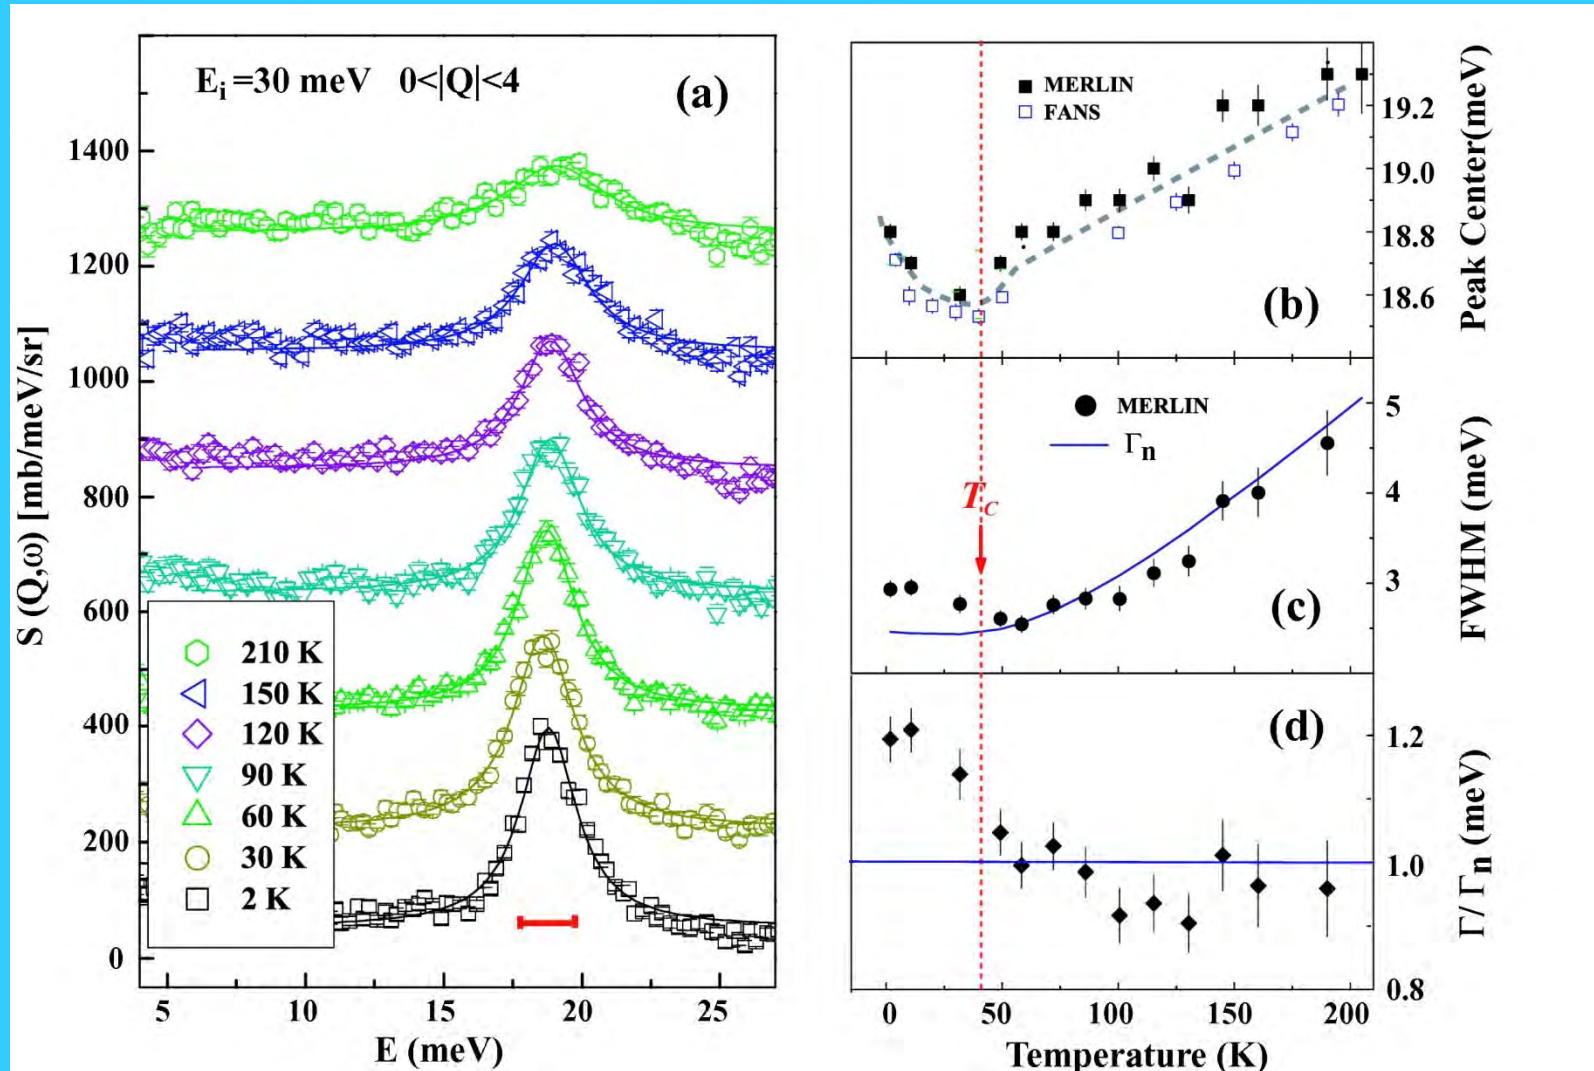 E_i =30 meV 0<|Q|<4
(a)
1400
1200
1000
800
600
400
200
0
S (Q,ω) [mb/meV/sr]
210 K
150 K
120 K
90 K
60 K
30 K
2 K
5
10
15
20
25
E (meV)
MERLIN
FANS
(b)
19.2
19.0
18.8
18.6
Peak Center(meV)
MERLIN
Γn
T_C
(c)
5
4
3
FWHM (meV)
(d)
1.2
1.0
0.8
Γ/ Γn (meV)
0
50
100
150
200
Temperature (K)